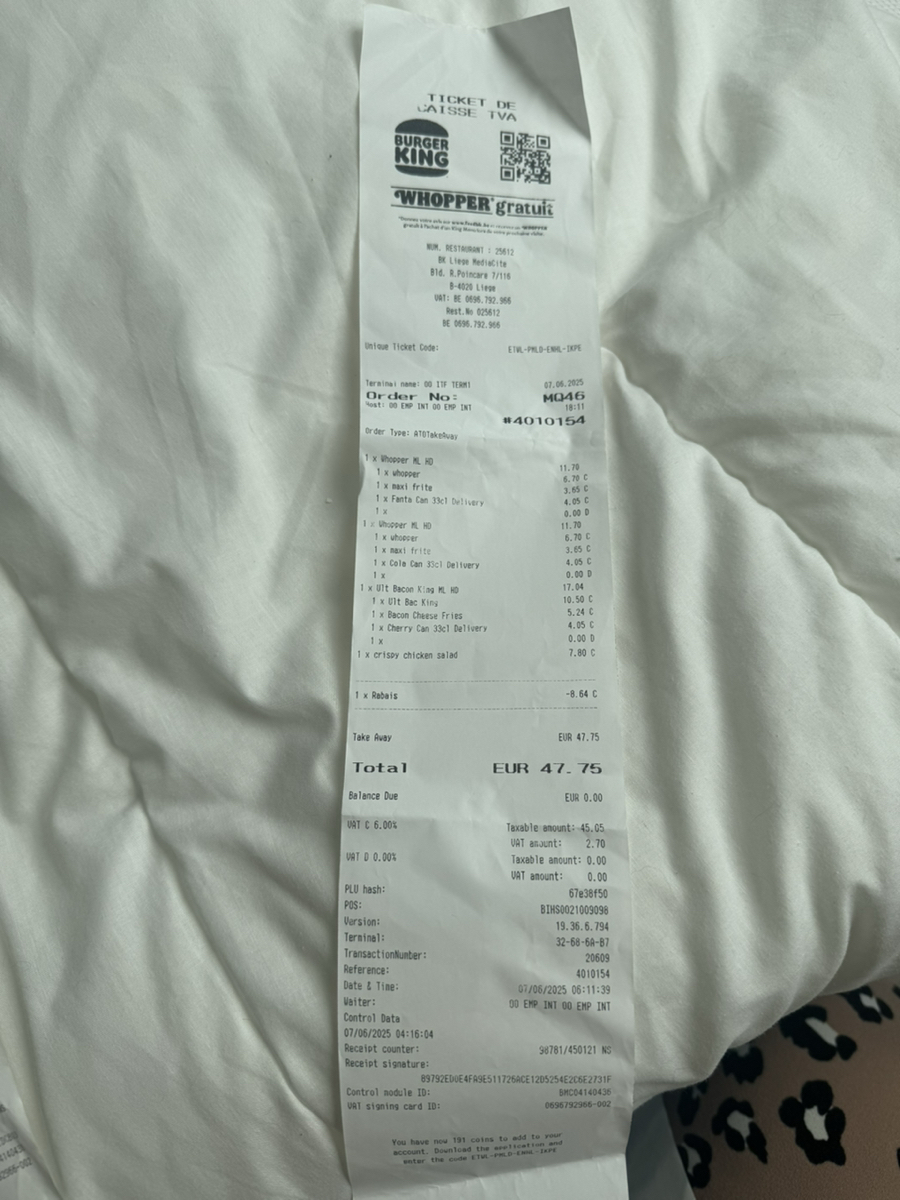 TICKET DE
CAISSE TVA
BURGER
KING
WHOPPER gratuit
NUM. RESTAURANT : 25612
BK Liege MediaCite
Bld. R.Poincare 7/116
B-4020 Liege
VAT: BE 0696.792.966
Rest.No 025612
BE 0696.792.966
Unique Ticket Code: ETWL-PMLD-ENHL-IKPE
Terminal name: 00 ITF TERM1 07.06.2025
Order No: MQ46
Host: 00 EMP INT 00 EMP INT 18:11
#4010154
Order Type: ATOTakeAway
1 x Whopper ML HD 11.70
1 x whopper 6.70 C
1 x maxi frite 3.65 C
1 x Fanta Can 33cl Delivery 4.05 C
1 x 0.00 D
1 x Whopper ML HD 11.70
1 x whopper 6.70 C
1 x maxi frite 3.65 C
1 x Cola Can 33cl Delivery 4.05 C
1 x 0.00 D
1 x Ult Bacon King ML HD 17.04
1 x Ult Bac King 10.50 C
1 x Bacon Cheese Fries 5.24 C
1 x Cherry Can 33cl Delivery 4.05 C
1 x 0.00 D
1 x crispy chicken salad 7.80 C
1 x Rabais -8.64 C
Take Away EUR 47.75
Total EUR 47.75
Balance Due EUR 0.00
VAT C 6.00% Taxable amount: 45.05
VAT amount: 2.70
VAT D 0.00% Taxable amount: 0.00
VAT amount: 0.00
PLU hash: 67e38f50
POS: BIHS0021009098
Version: 19.36.6.794
Terminal: 32-68-6A-B7
TransactionNumber: 20609
Reference: 4010154
Date & Time: 07/06/2025 06:11:39
Waiter: 00 EMP INT 00 EMP INT
Control Data
07/06/2025 04:16:04
Receipt counter: 98781/450121 NS
Receipt signature:
89792ED0E4FA9E511726ACE12D5254E2C6E2731F
Control module ID: BMC04140436
VAT signing card ID: 0696792966-002
You have now 191 coins to add to your
account. Download the application and
enter the code ETWL-PMLD-ENHL-IKPE